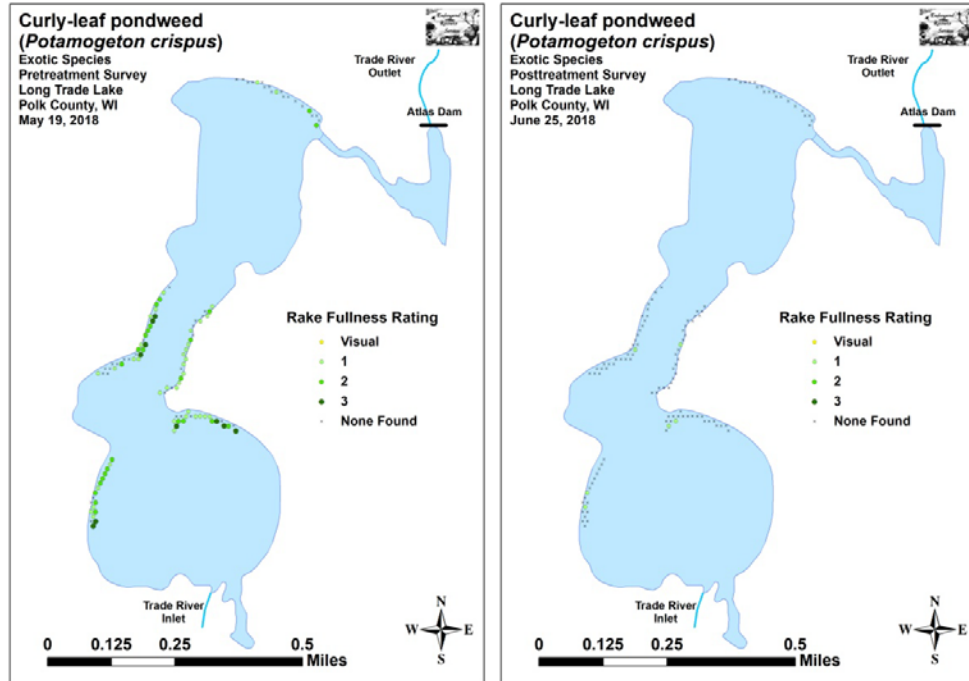 Curly-leaf pondweed
(Potamogeton crispus)
Exotic Species
Pretreatment Survey
Long Trade Lake
Polk County, WI
May 19, 2018
Trade River
Outlet
Atlas Dam
Rake Fullness Rating
Visual
1
2
3
None Found
Trade River
Inlet
N
W
E
S
0
0.125
0.25
0.5
Miles
Curly-leaf pondweed
(Potamogeton crispus)
Exotic Species
Posttreatment Survey
Long Trade Lake
Polk County, WI
June 25, 2018
Trade River
Outlet
Atlas Dam
Rake Fullness Rating
Visual
1
2
3
None Found
Trade River
Inlet
N
W
E
S
0
0.125
0.25
0.5
Miles